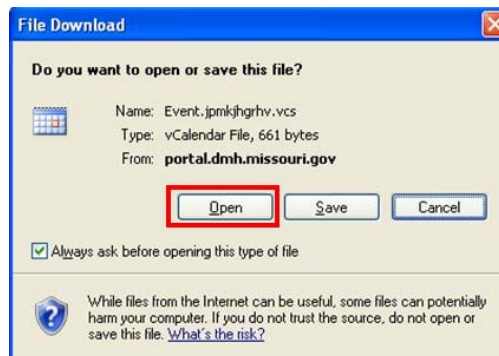 File Download
Do you want to open or save this file?
Name: Event.jpmkjhgrhv.vcs
Type: vCalendar File, 661 bytes
From: portal.dmh.missouri.gov
Open Save Cancel
Always ask before opening this type of file
While files from the Internet can be useful, some files can potentially
harm your computer. If you do not trust the source, do not open or
save this file. What's the risk?